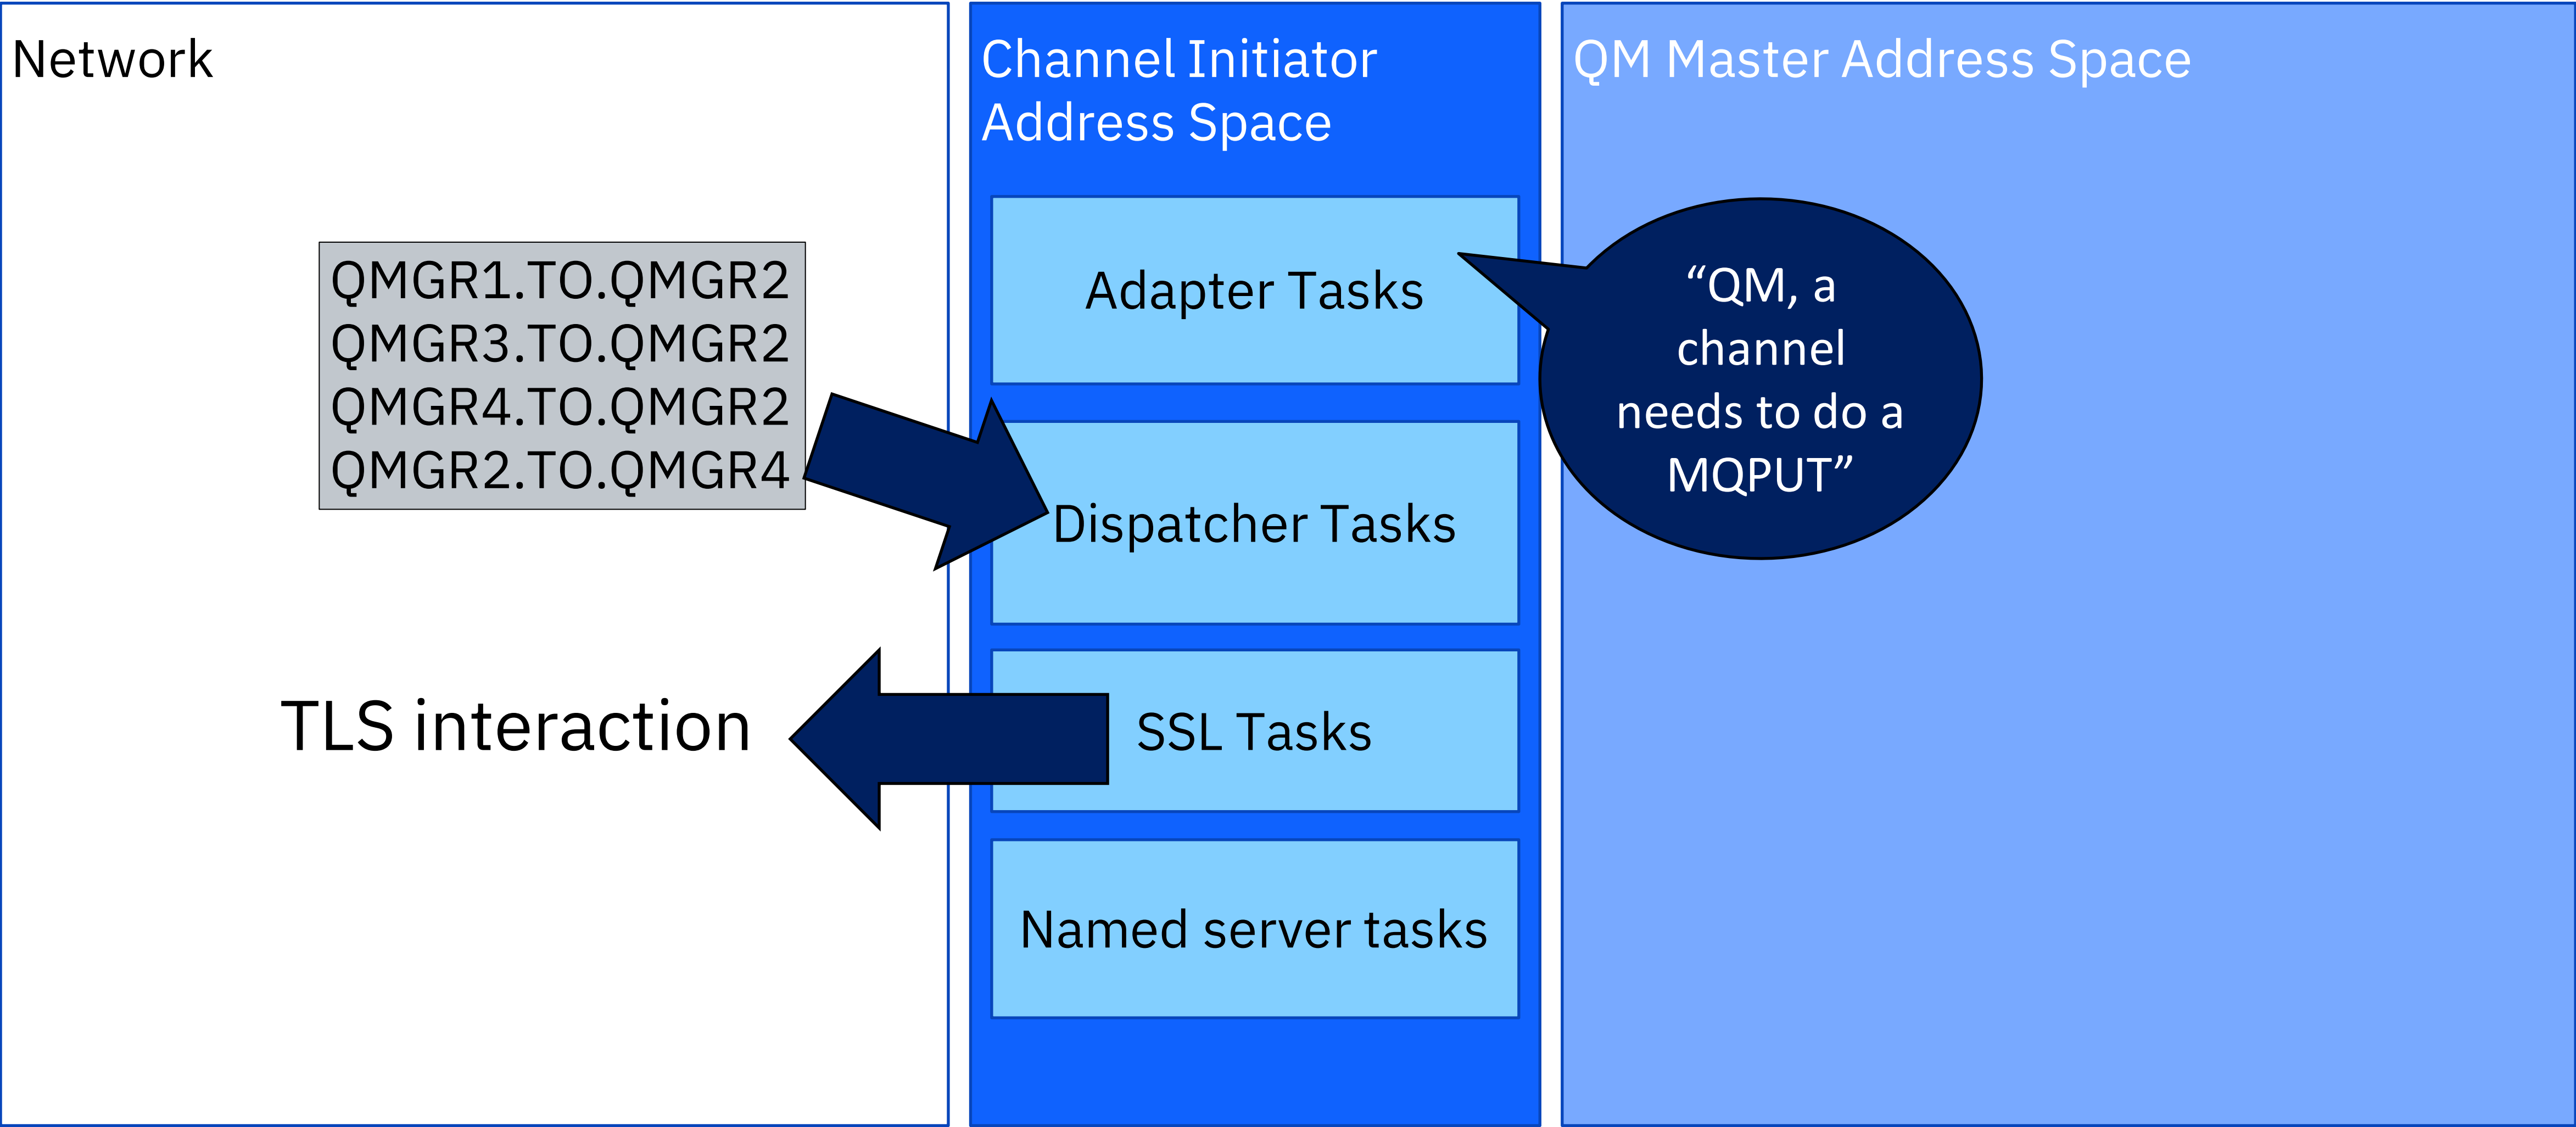 Network
QMGR1.TO.QMGR2
QMGR3.TO.QMGR2
QMGR4.TO.QMGR2
QMGR2.TO.QMGR4
TLS interaction
Channel Initiator
Address Space
Adapter Tasks
Dispatcher Tasks
SSL Tasks
Named server tasks
QM Master Address Space
“QM, a
channel
needs to do a
MQPUT”